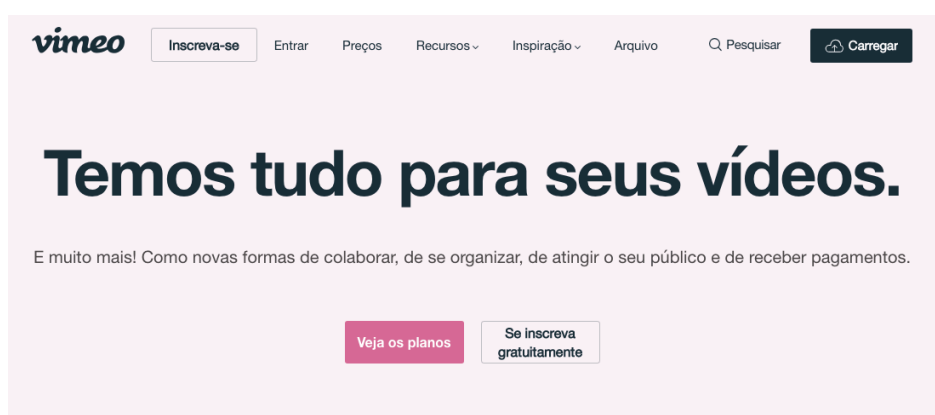 vimeo Inscreva-se Entrar Preços Recursos Inspiração Arquivo Pesquisar Carregar
Temos tudo para seus vídeos.
E muito mais! Como novas formas de colaborar, de se organizar, de atingir o seu público e de receber pagamentos.
Veja os planos
Se inscreva
gratuitamente